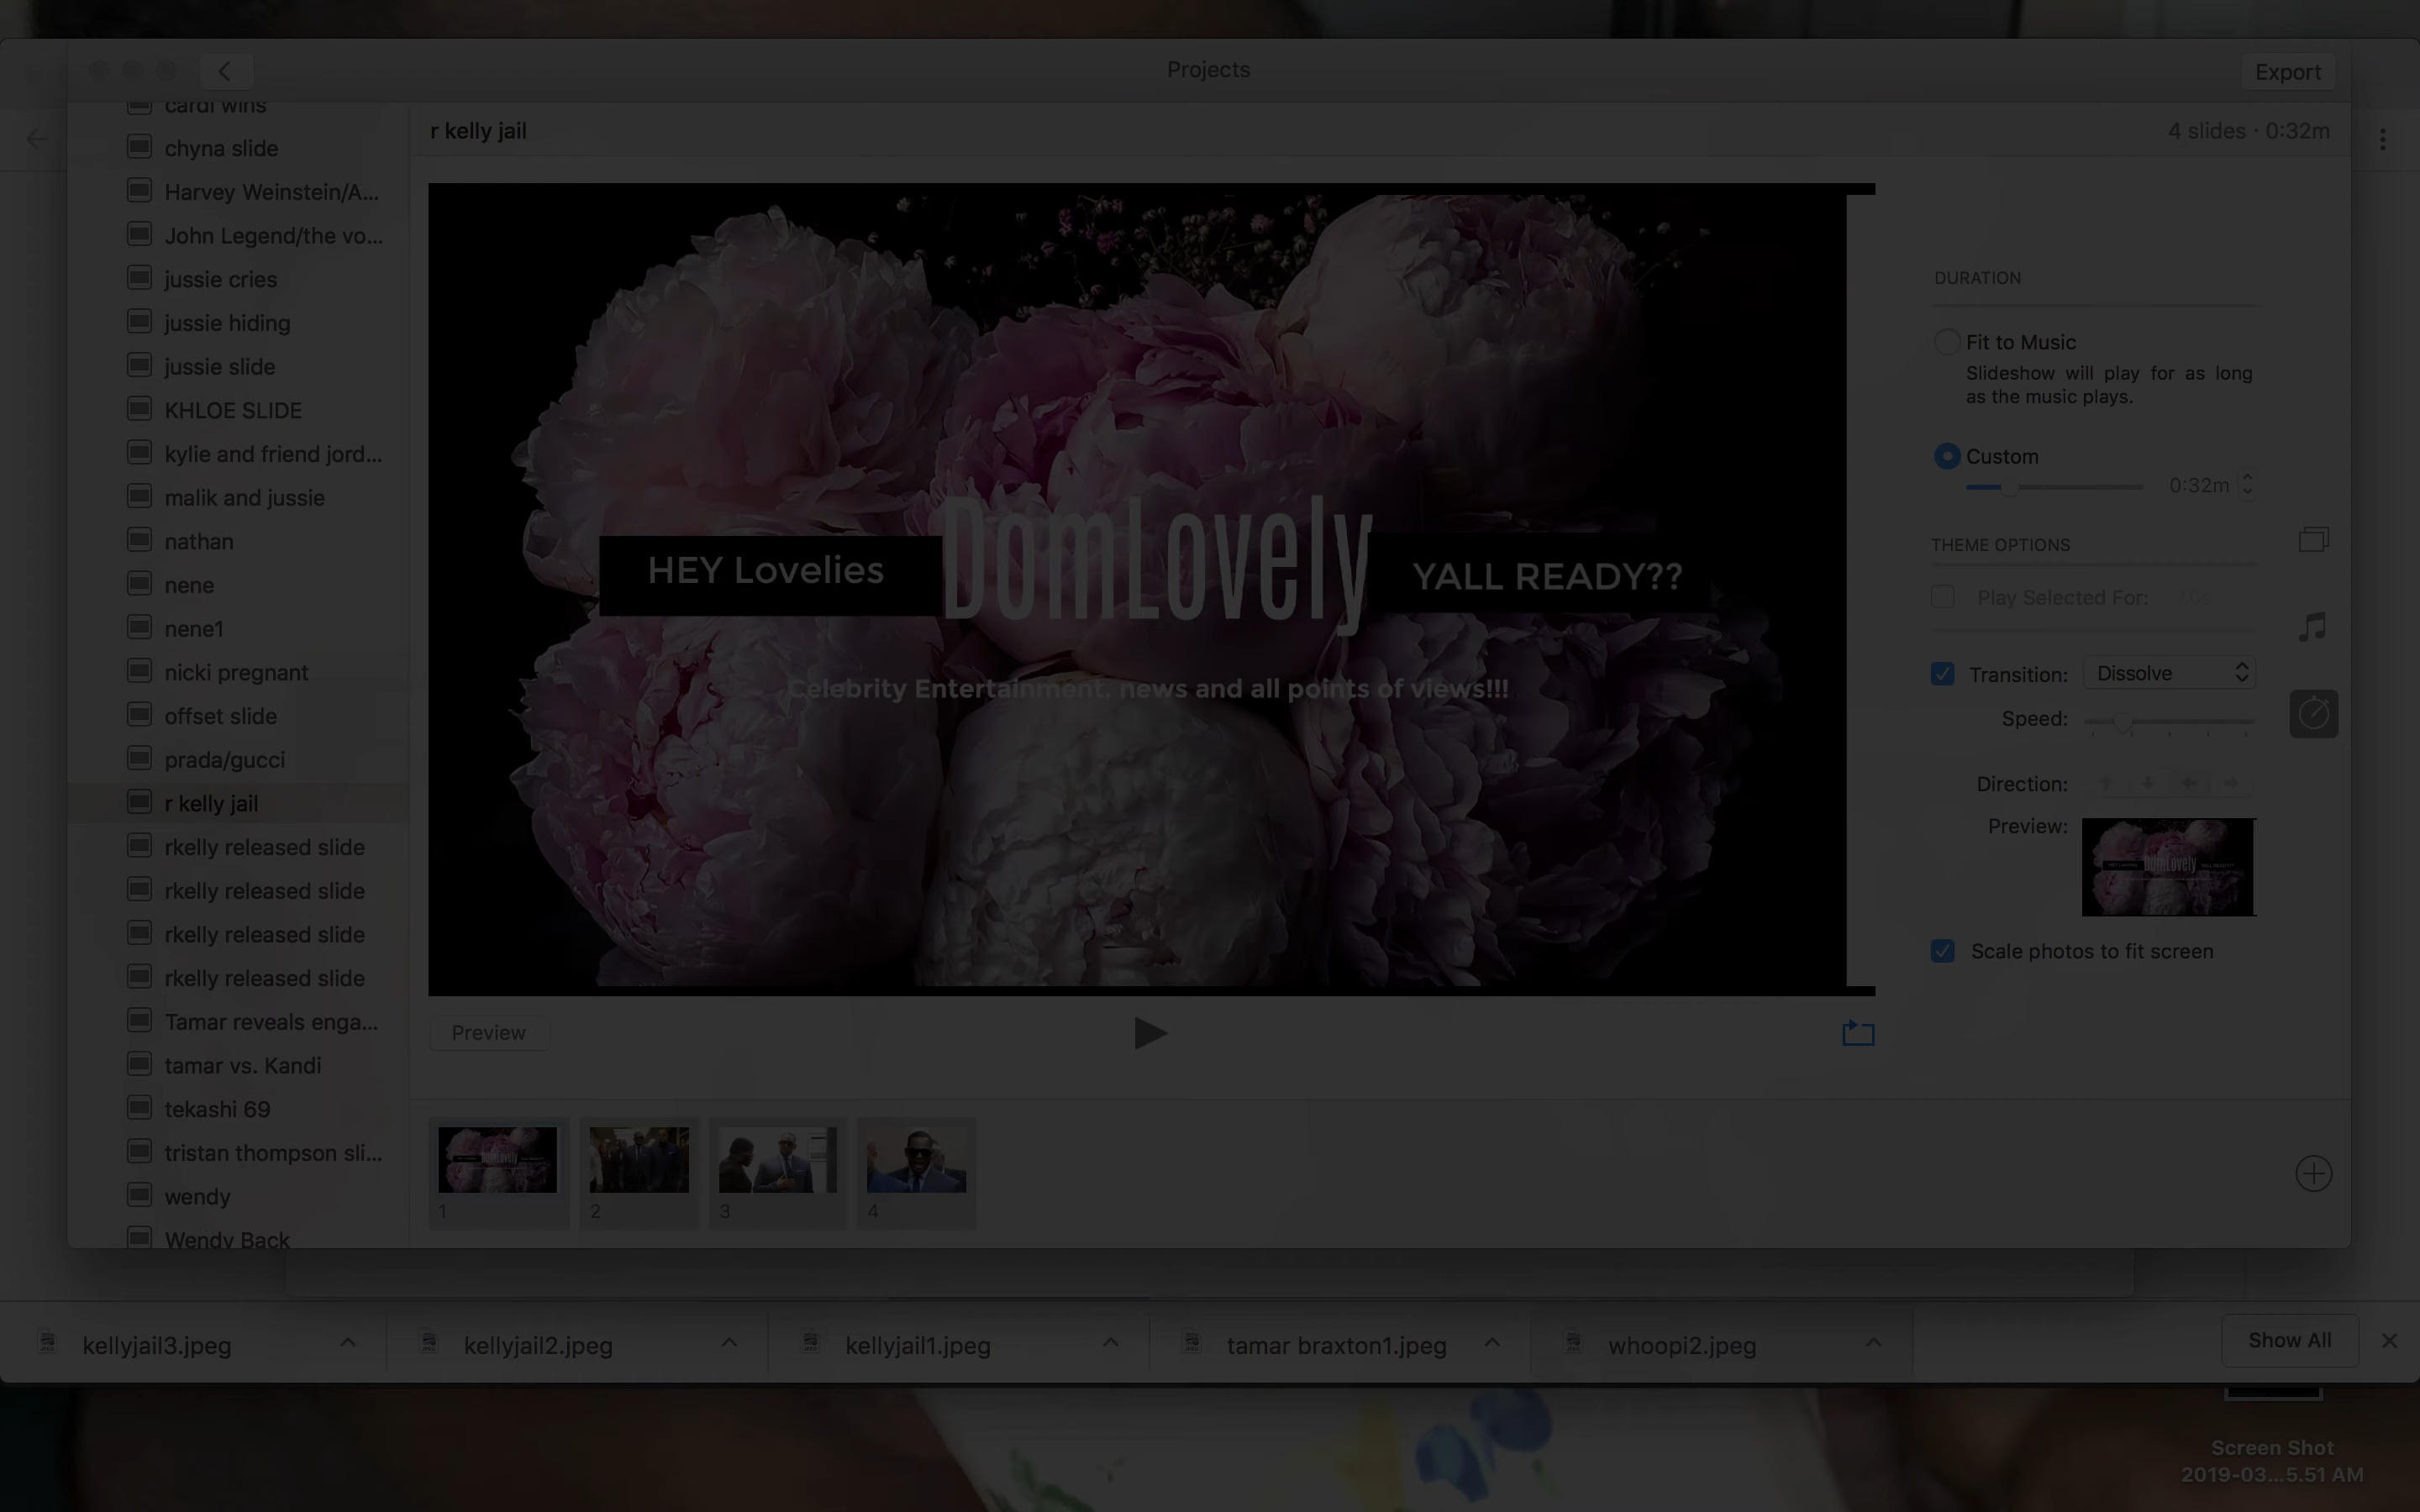 Projects
Export
cardi wins
chyna slide
Harvey Weinstein/A...
John Legend/the vo...
jussie cries
jussie hiding
jussie slide
KHLOE SLIDE
kylie and friend jord...
malik and jussie
nathan
nene
nene1
nicki pregnant
offset slide
prada/gucci
r kelly jail
rkelly released slide
rkelly released slide
rkelly released slide
rkelly released slide
Tamar reveals enga...
tamar vs. Kandi
tekashi 69
tristan thompson sli...
wendy
Wendy Back
r kelly jail
4 slides · 0:32m
HEY Lovelies
DomLovely
YALL READY??
Celebrity Entertainment, news and all points of views!!!
Preview
DURATION
Fit to Music
Slideshow will play for as long
as the music plays.
Custom
0:32m
THEME OPTIONS
Play Selected For:
Transition: Dissolve
Speed:
Direction:
Preview:
DomLovely
Scale photos to fit screen
DomLovely
1
2
3
4
kellyjail3.jpeg
kellyjail2.jpeg
kellyjail1.jpeg
tamar braxton1.jpeg
whoopi2.jpeg
Show All
Screen Shot
2019-03...5.51 AM